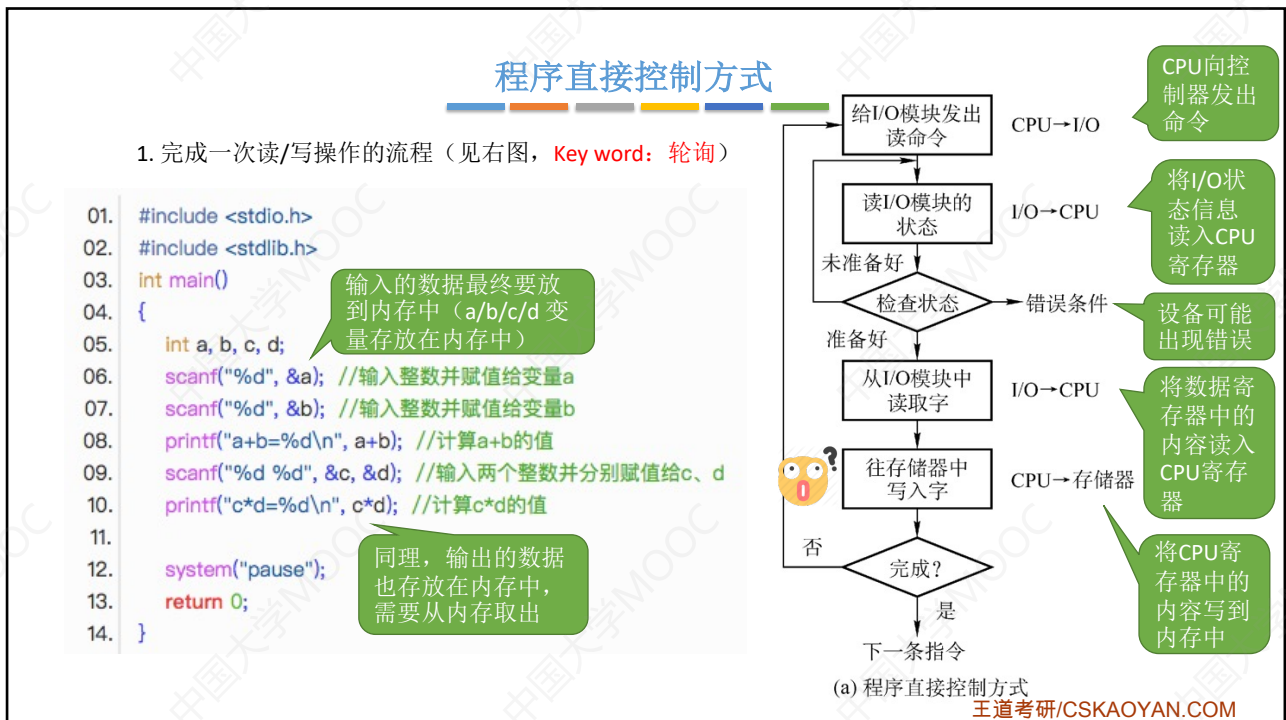 程序直接控制方式
1. 完成一次读/写操作的流程（见右图，Key word：轮询）
01. #include <stdio.h>
02. #include <stdlib.h>
03. int main()
04. {
05. int a, b, c, d;
06. scanf("%d", &a); //输入整数并赋值给变量a
07. scanf("%d", &b); //输入整数并赋值给变量b
08. printf("a+b=%d\n", a+b); //计算a+b的值
09. scanf("%d %d", &c, &d); //输入两个整数并分别赋值给c、d
10. printf("c*d=%d\n", c*d); //计算c*d的值
11.
12. system("pause");
13. return 0;
14. }
输入的数据最终要放
到内存中（a/b/c/d 变
量存放在内存中）
同理，输出的数据
也存放在内存中，
需要从内存取出
给I/O模块发出
读命令
CPU→I/O
CPU向控
制器发出
命令
读I/O模块的
状态
I/O→CPU
将I/O状
态信息
读入CPU
寄存器
未准备好
检查状态
错误条件
设备可能
出现错误
准备好
从I/O模块中
读取字
I/O→CPU
将数据寄
存器中的
内容读入
CPU寄存
器
往存储器中
写入字
CPU→存储器
将CPU寄
存器中的
内容写到
内存中
否
完成?
是
下一条指令
(a) 程序直接控制方式
王道考研/CSKAOYAN.COM
中国大学MOOC